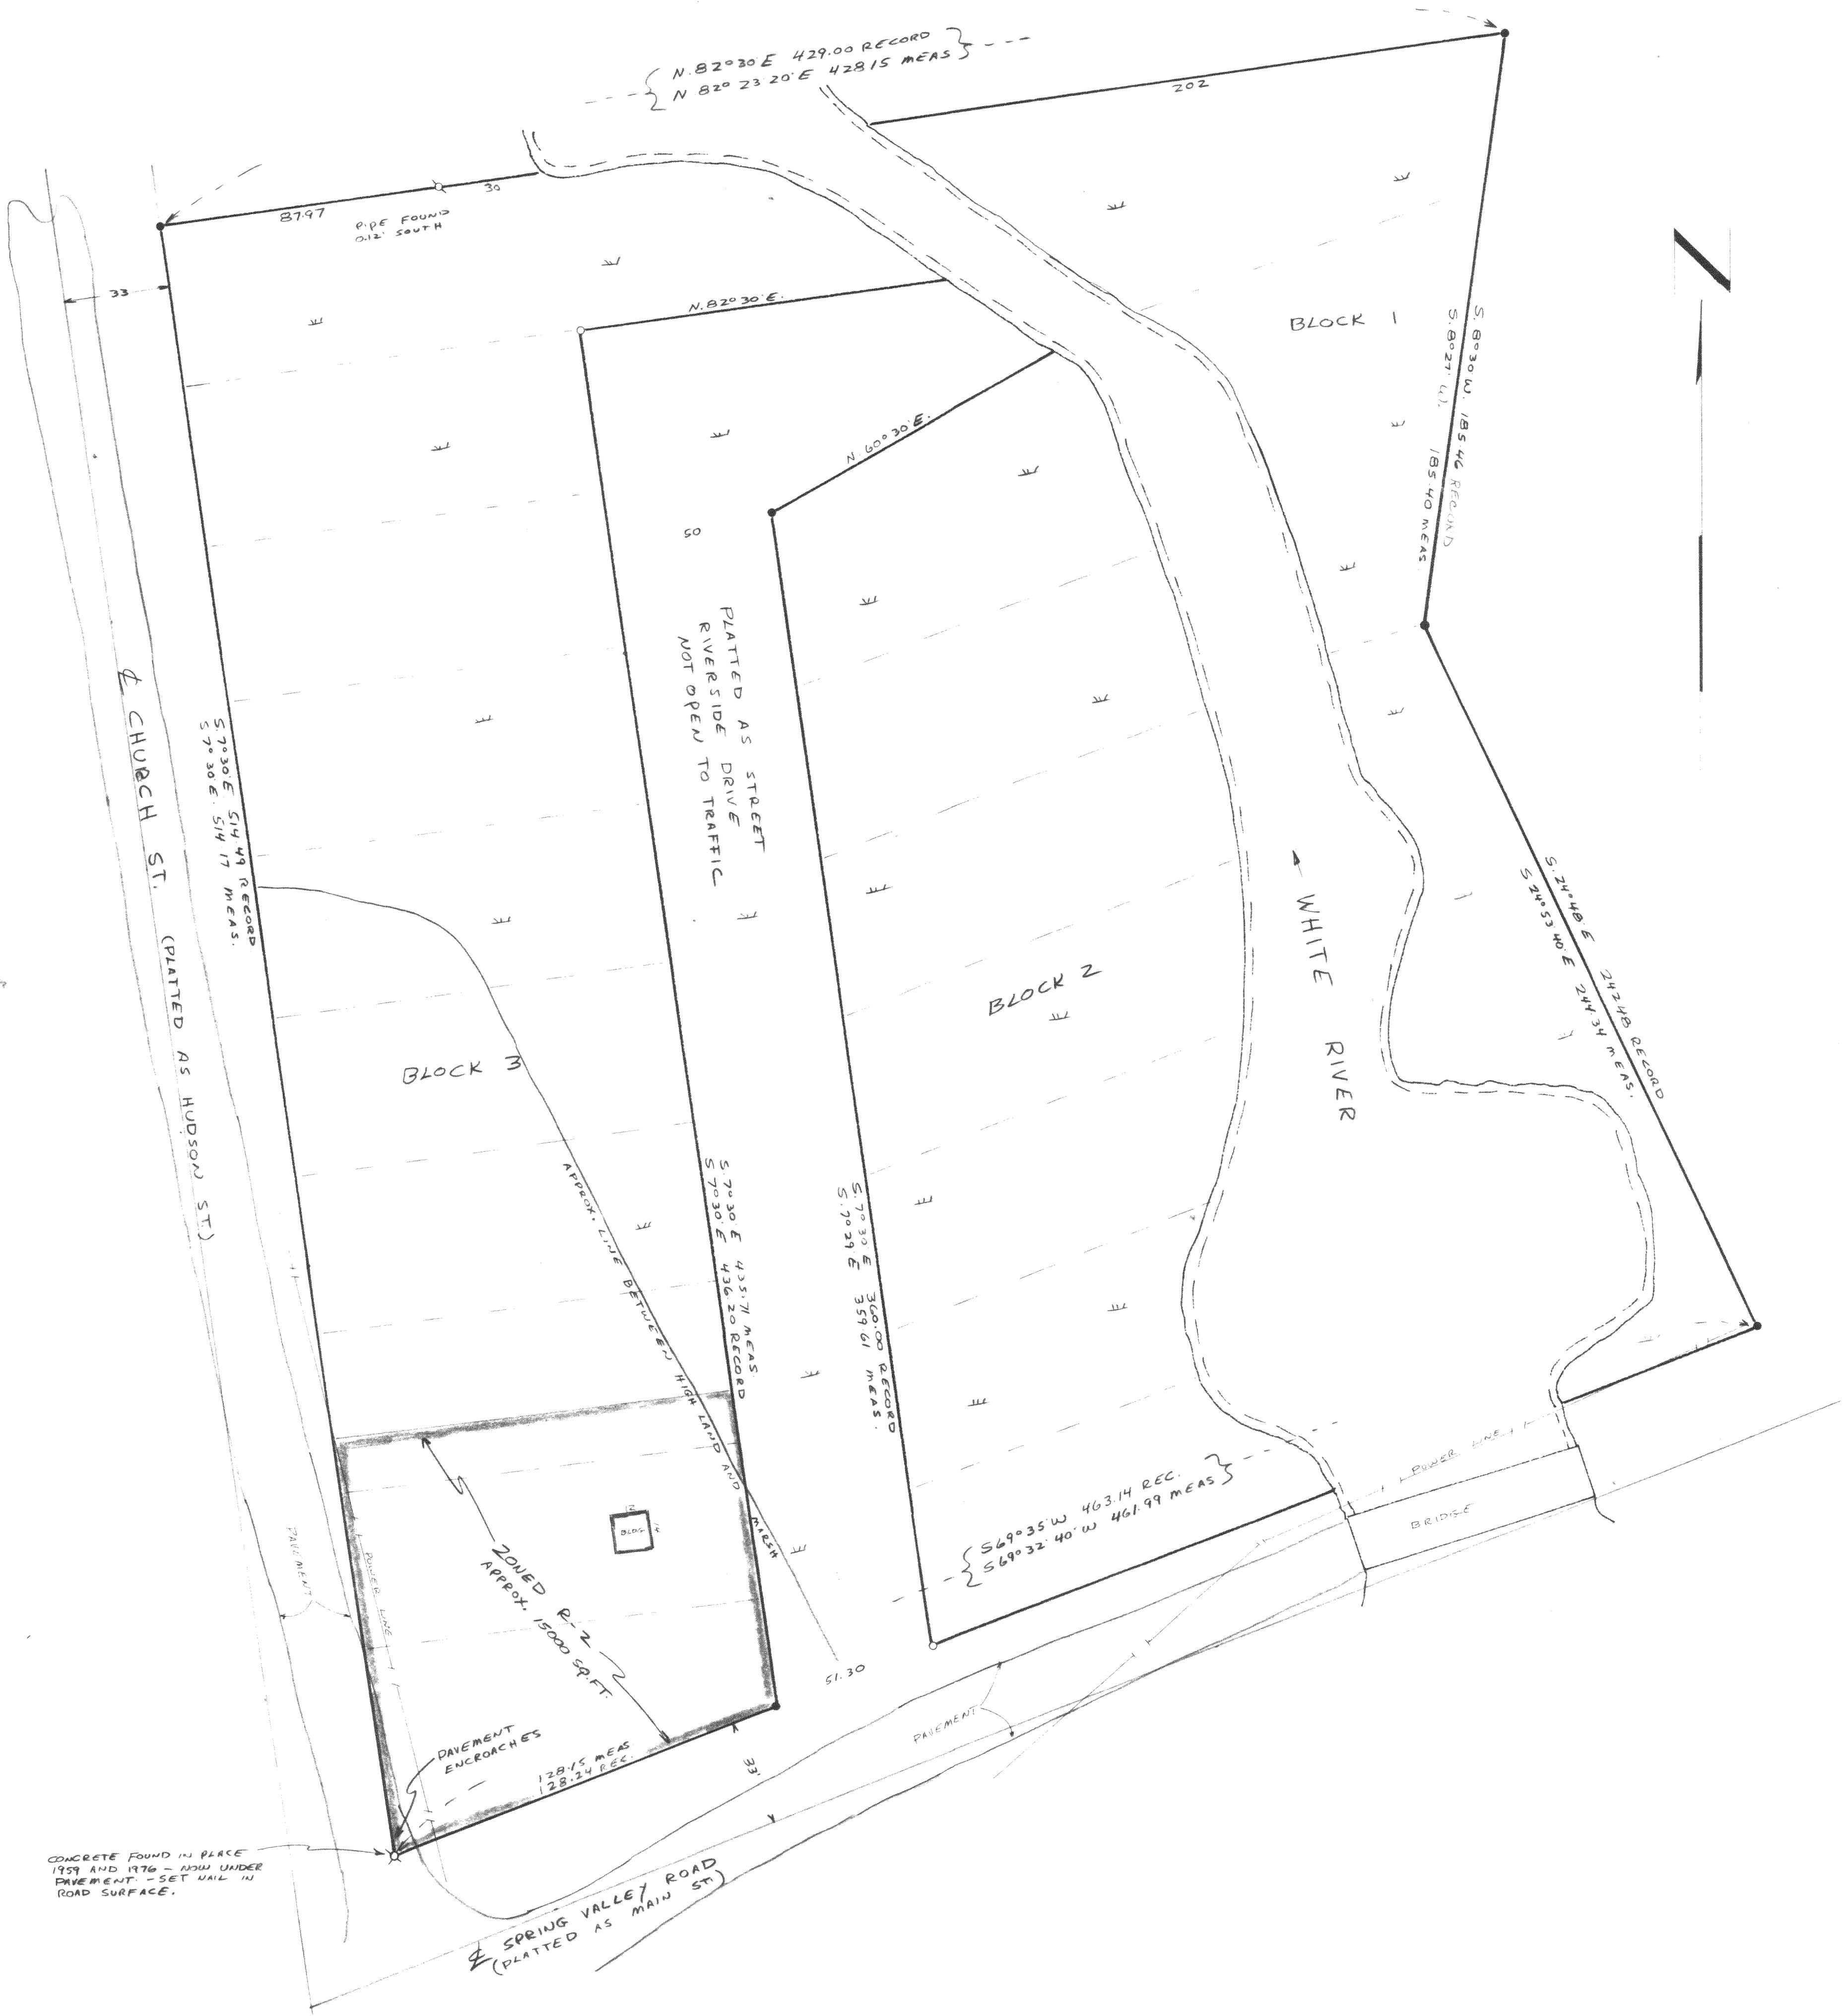 N. 82° 30' E 429.00 RECORD
N 82° 23' 20" E 428.15 MEAS
202
87.97
30
PIPE FOUND
0.12' SOUTH
33
N. 82° 30' E.
BLOCK 1
S. 8° 30' W. 185.46 RECORD
S. 8° 27' W. 185.40 MEAS
N. 60° 30' E.
50
PLATTED AS STREET
RIVERSIDE DRIVE
NOT OPEN TO TRAFFIC
℄ CHURCH ST. (PLATTED AS HUDSON ST.)
S. 7° 30' E 514.49 RECORD
S 7° 30' E. 514.17 MEAS.
WHITE RIVER
BLOCK 2
S. 24° 48' E 242.48 RECORD
S 24° 53' 40" E 244.34 MEAS.
BLOCK 3
APPROX. LINE BETWEEN HIGH LAND AND MARSH
S. 7° 30' E 435.71 MEAS.
S 7° 30' E 436.20 RECORD
S. 7° 30' E 360.00 RECORD
S. 7° 29' E 359.61 MEAS.
S 69° 35' W 463.14 REC.
S 69° 32' 40" W 461.99 MEAS
POWER LINE
BRIDGE
BLDG
ZONED R-2
APPROX. 15000 SQ. FT.
PAVEMENT
POWER LINE
51.30
PAVEMENT
PAVEMENT
ENCROACHES
128.15 MEAS
128.24 REC.
33'
CONCRETE FOUND IN PLACE
1959 AND 1976 - NOW UNDER
PAVEMENT. - SET NAIL IN
ROAD SURFACE.
℄ SPRING VALLEY ROAD
(PLATTED AS MAIN ST.)